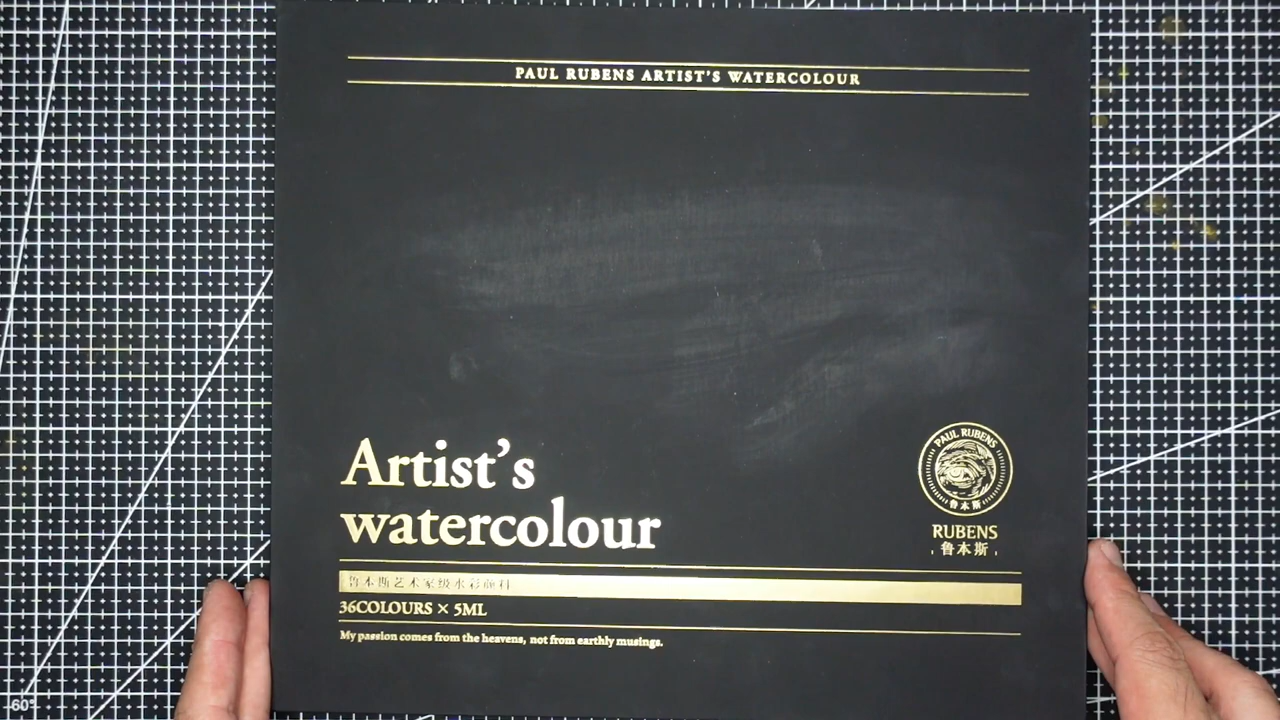 PAUL RUBENS ARTIST'S WATERCOLOUR
Artist's
watercolour
PAUL RUBENS
鲁本斯
RUBENS
鲁本斯
鲁本斯艺术家级水彩颜料
36COLOURS × 5ML
My passion comes from the heavens, not from earthly musings.
60°